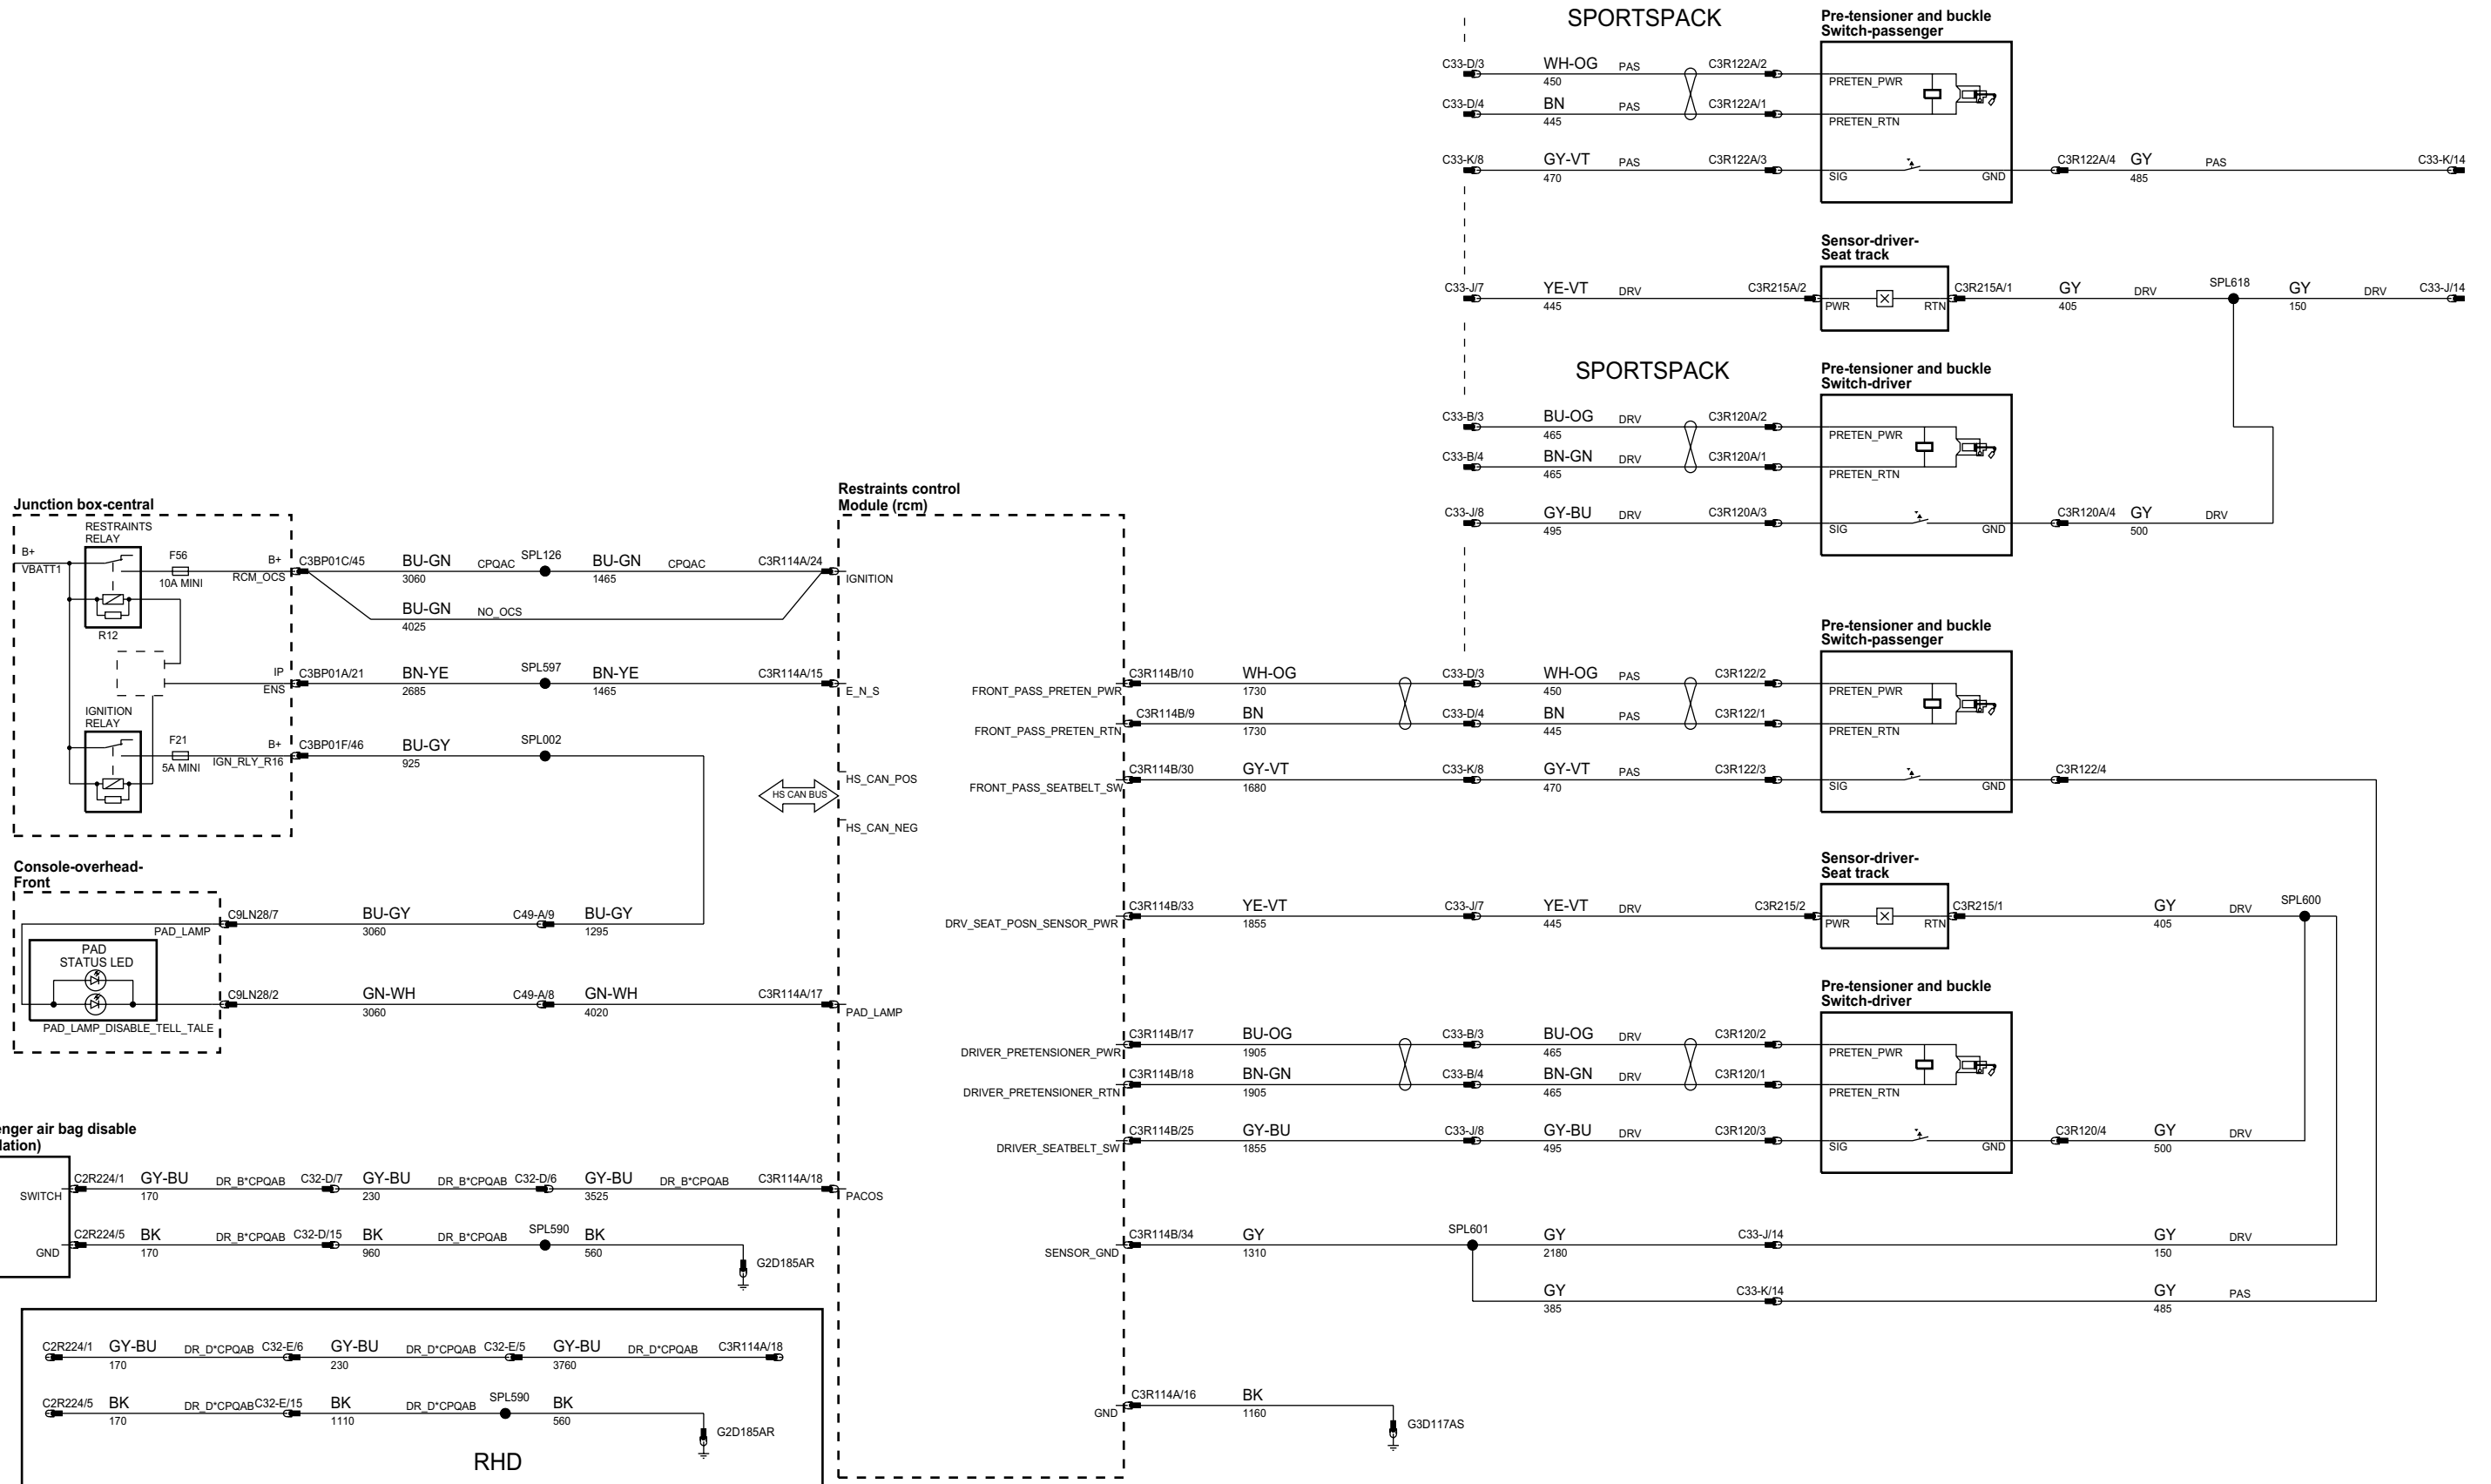 SPORTSPACK
Pre-tensioner and buckle
Switch-passenger
C33-D/3 WH-OG PAS C3R122A/2
450
PRETEN_PWR
C33-D/4 BN PAS C3R122A/1
445
PRETEN_RTN
C33-K/8 GY-VT PAS C3R122A/3
470
SIG GND
C3R122A/4 GY PAS C33-K/14
485
Sensor-driver-
Seat track
C33-J/7 YE-VT DRV C3R215A/2
445
PWR RTN
C3R215A/1 GY DRV SPL618 GY DRV C33-J/14
405 150
SPORTSPACK
Pre-tensioner and buckle
Switch-driver
C33-B/3 BU-OG DRV C3R120A/2
465
PRETEN_PWR
C33-B/4 BN-GN DRV C3R120A/1
465
PRETEN_RTN
C33-J/8 GY-BU DRV C3R120A/3
495
SIG GND
C3R120A/4 GY DRV
500
Junction box-central
RESTRAINTS
RELAY
B+
VBATT1
F56
10A MINI
B+
RCM_OCS
R12
C3BP01C/45 BU-GN CPQAC SPL126 BU-GN CPQAC C3R114A/24
3060 1465
BU-GN NO_OCS
4025
IP
ENS
C3BP01A/21 BN-YE SPL597 BN-YE C3R114A/15
2685 1465
IGNITION
RELAY
F21
5A MINI
B+
IGN_RLY_R16
C3BP01F/46 BU-GY SPL002
925
Restraints control
Module (rcm)
IGNITION
E_N_S
HS CAN BUS
HS_CAN_POS
HS_CAN_NEG
PAD_LAMP
PACOS
Console-overhead-
Front
PAD_LAMP
PAD
STATUS LED
PAD_LAMP_DISABLE_TELL_TALE
C9LN28/7 BU-GY C49-A/9 BU-GY
3060 1295
C9LN28/2 GN-WH C49-A/8 GN-WH C3R114A/17
3060 4020
enger air bag disable
lation)
SWITCH
GND
C2R224/1 GY-BU DR_B*CPQAB C32-D/7 GY-BU DR_B*CPQAB C32-D/6 GY-BU DR_B*CPQAB C3R114A/18
170 230 3525
C2R224/5 BK DR_B*CPQAB C32-D/15 BK DR_B*CPQAB SPL590 BK
170 960 560
G2D185AR
C2R224/1 GY-BU DR_D*CPQAB C32-E/6 GY-BU DR_D*CPQAB C32-E/5 GY-BU DR_D*CPQAB C3R114A/18
170 230 3760
C2R224/5 BK DR_D*CPQAB C32-E/15 BK DR_D*CPQAB SPL590 BK
170 1110 560
G2D185AR
RHD
Pre-tensioner and buckle
Switch-passenger
FRONT_PASS_PRETEN_PWR C3R114B/10 WH-OG C33-D/3 WH-OG PAS C3R122/2
1730 450
PRETEN_PWR
FRONT_PASS_PRETEN_RTN C3R114B/9 BN C33-D/4 BN PAS C3R122/1
1730 445
PRETEN_RTN
FRONT_PASS_SEATBELT_SW C3R114B/30 GY-VT C33-K/8 GY-VT PAS C3R122/3
1680 470
SIG GND
C3R122/4
Sensor-driver-
Seat track
DRV_SEAT_POSN_SENSOR_PWR C3R114B/33 YE-VT C33-J/7 YE-VT DRV C3R215/2
1855 445
PWR RTN
C3R215/1 GY DRV SPL600
405
Pre-tensioner and buckle
Switch-driver
DRIVER_PRETENSIONER_PWR C3R114B/17 BU-OG C33-B/3 BU-OG DRV C3R120/2
1905 465
PRETEN_PWR
DRIVER_PRETENSIONER_RTN C3R114B/18 BN-GN C33-B/4 BN-GN DRV C3R120/1
1905 465
PRETEN_RTN
DRIVER_SEATBELT_SW C3R114B/25 GY-BU C33-J/8 GY-BU DRV C3R120/3
1855 495
SIG GND
C3R120/4 GY DRV
500
SENSOR_GND C3R114B/34 GY SPL601 GY C33-J/14 GY DRV
1310 2180 150
GY C33-K/14 GY PAS
385 485
GND C3R114A/16 BK
1160
G3D117AS